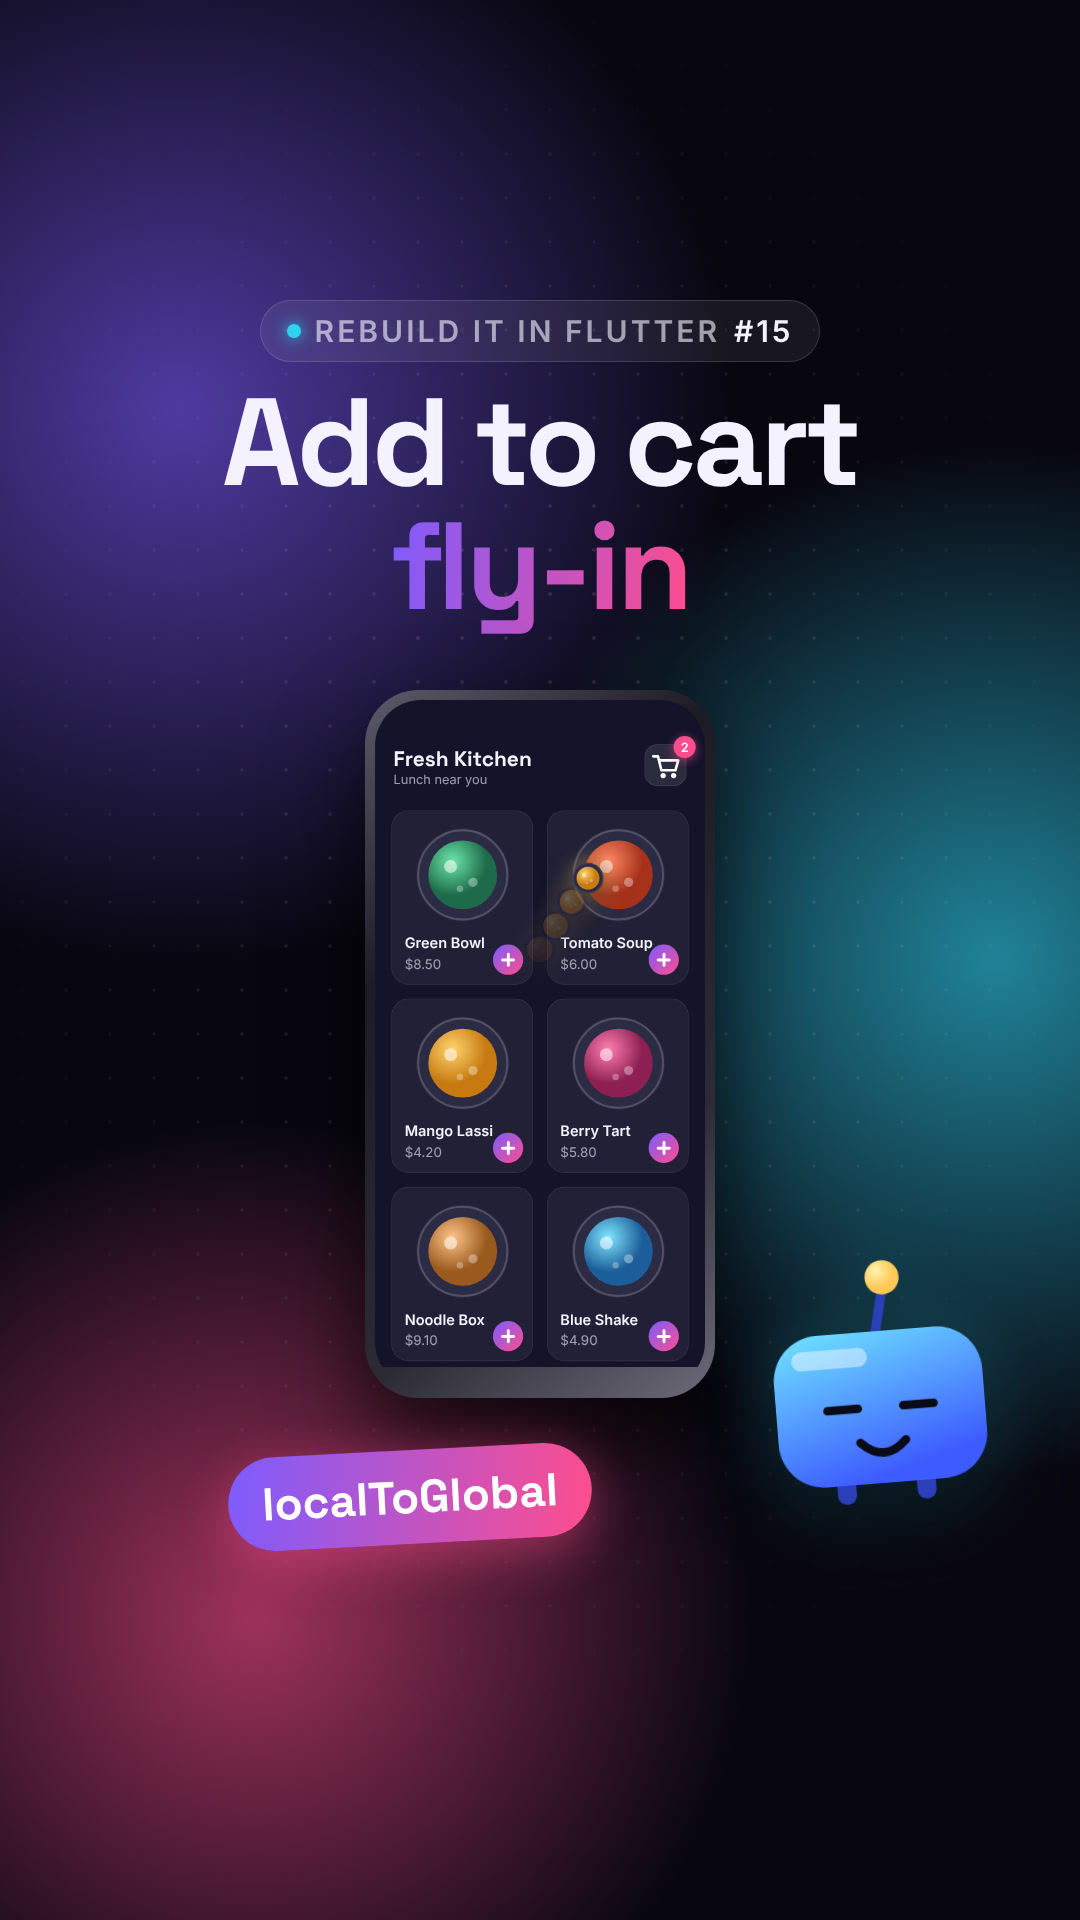 REBUILD IT IN FLUTTER #15
Add to cart
fly-in
Fresh Kitchen
Lunch near you
2
Green Bowl
$8.50
Tomato Soup
$6.00
Mango Lassi
$4.20
Berry Tart
$5.80
Noodle Box
$9.10
Blue Shake
$4.90
localToGlobal